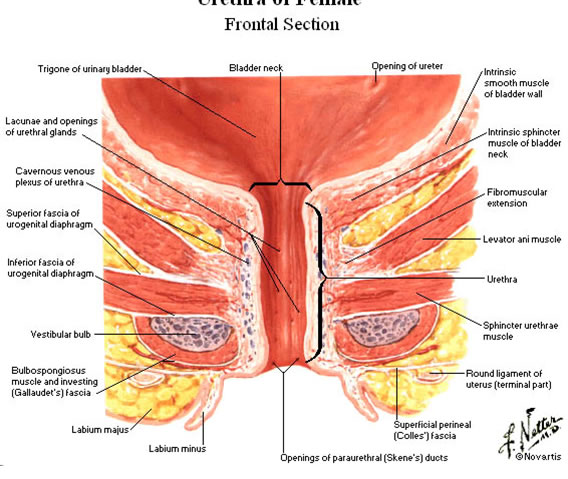 Urethra of Female
Frontal Section
Trigone of urinary bladder
Bladder neck
Opening of ureter
Intrinsic
smooth muscle
of bladder wall
Lacunae and openings
of urethral glands
Intrinsic sphincter
muscle of bladder
neck
Cavernous venous
plexus of urethra
Fibromuscular
extension
Superior fascia of
urogenital diaphragm
Levator ani muscle
Inferior fascia of
urogenital diaphragm
Urethra
Vestibular bulb
Sphincter urethrae
muscle
Bulbospongiosus
muscle and investing
(Gallaudet's) fascia
Round ligament of
uterus (terminal part)
Labium majus
Superficial perineal
(Colles') fascia
Labium minus
Openings of paraurethral (Skene's) ducts
F. Netter
M.D.
©Novartis